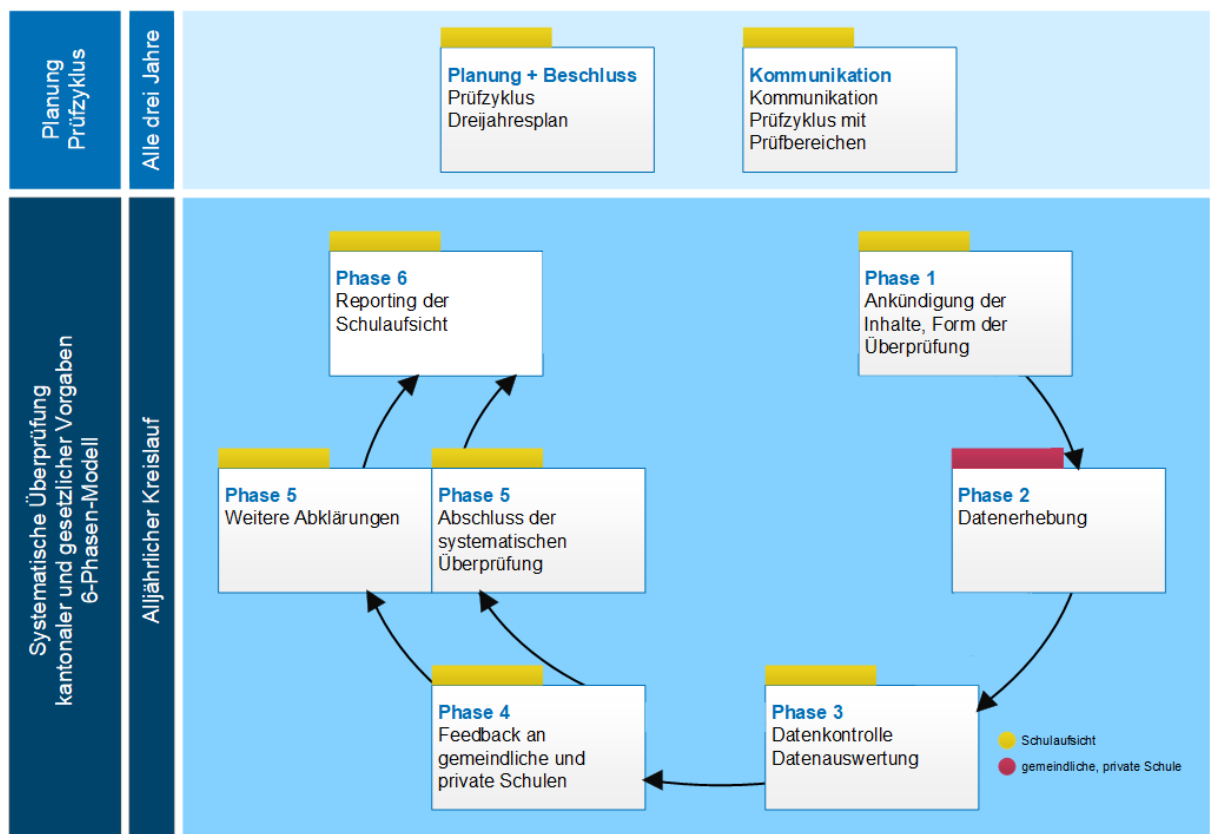 Planung
Prüfzyklus
Alle drei Jahre
Planung + Beschluss
Prüfzyklus
Dreijahresplan
Kommunikation
Kommunikation
Prüfzyklus mit
Prüfbereichen
Systematische Überprüfung
kantonaler und gesetzlicher Vorgaben
6-Phasen-Modell
Alljährlicher Kreislauf
Phase 6
Reporting der
Schulaufsicht
Phase 1
Ankündigung der
Inhalte, Form der
Überprüfung
Phase 5
Weitere Abklärungen
Phase 5
Abschluss der
systematischen
Überprüfung
Phase 2
Datenerhebung
Phase 4
Feedback an
gemeindliche und
private Schulen
Phase 3
Datenkontrolle
Datenauswertung
Schulaufsicht
gemeindliche, private Schule